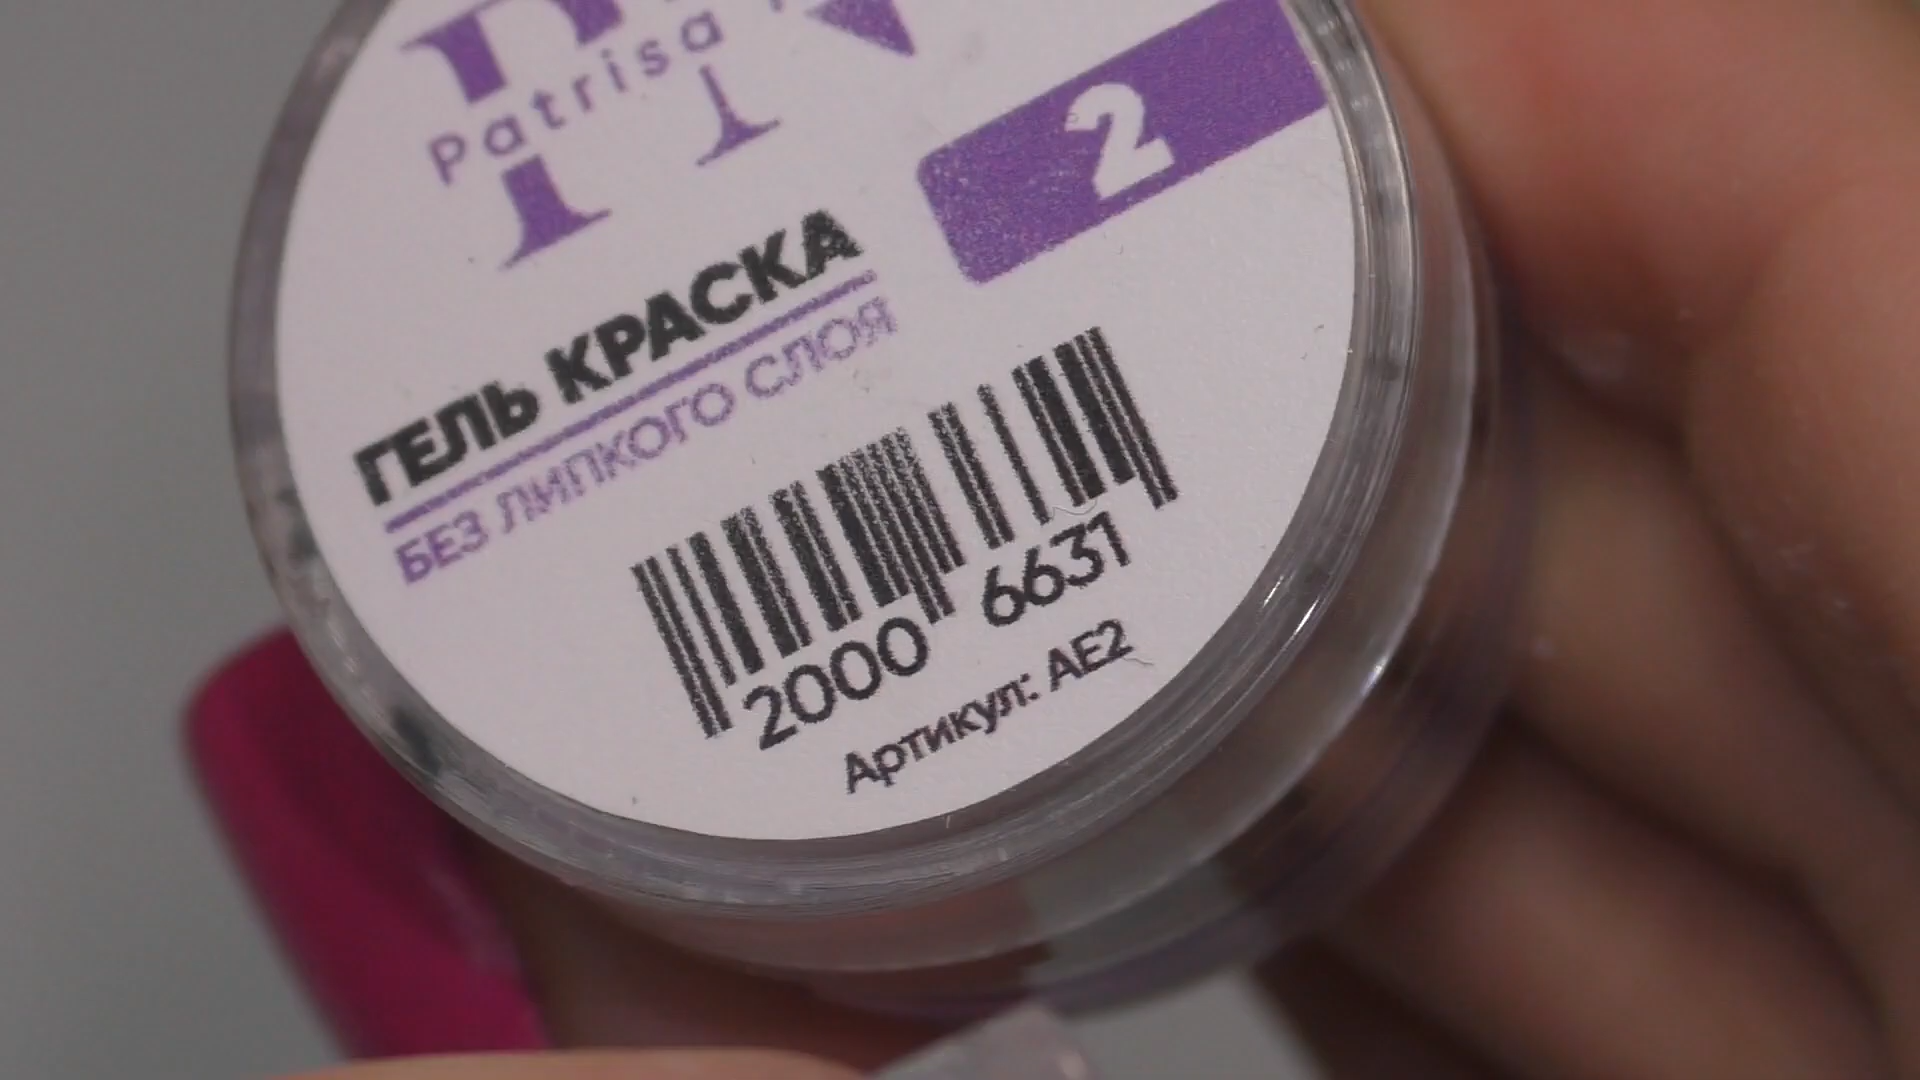 Patrisa
2
ГЕЛЬ КРАСКА
БЕЗ ЛИПКОГО СЛОЯ
2000 6631
Артикул: AE2